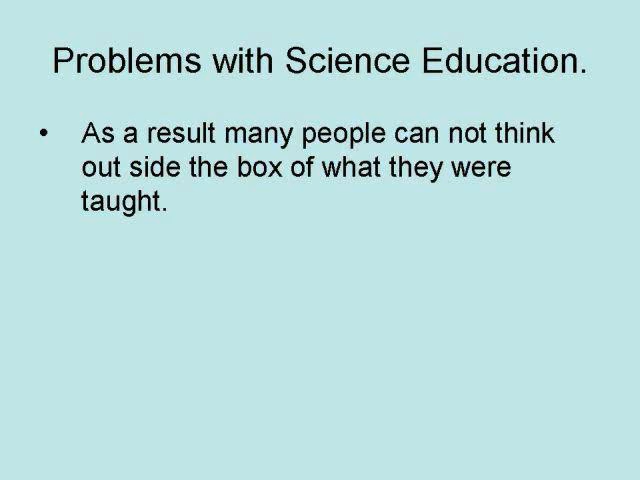 Problems with Science Education.
• As a result many people can not think
out side the box of what they were
taught.